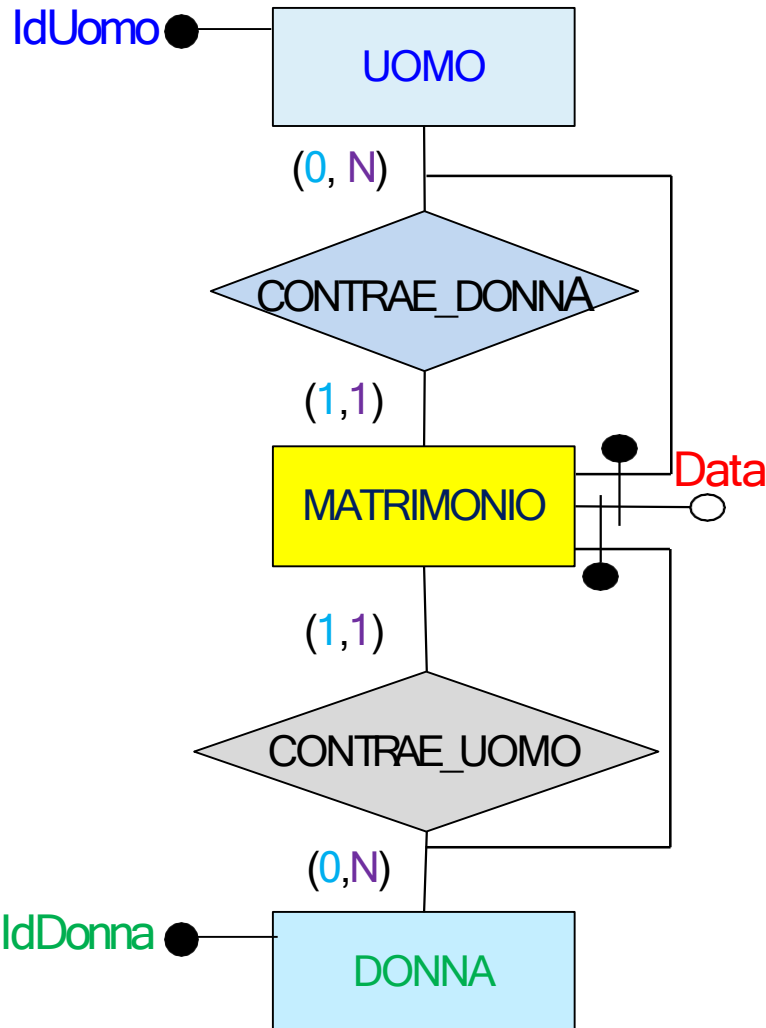 IdUomo
UOMO
(0, N)
CONTRAE_DONNA
(1,1)
MATRIMONIO
Data
(1,1)
CONTRAE_UOMO
(0,N)
IdDonna
DONNA